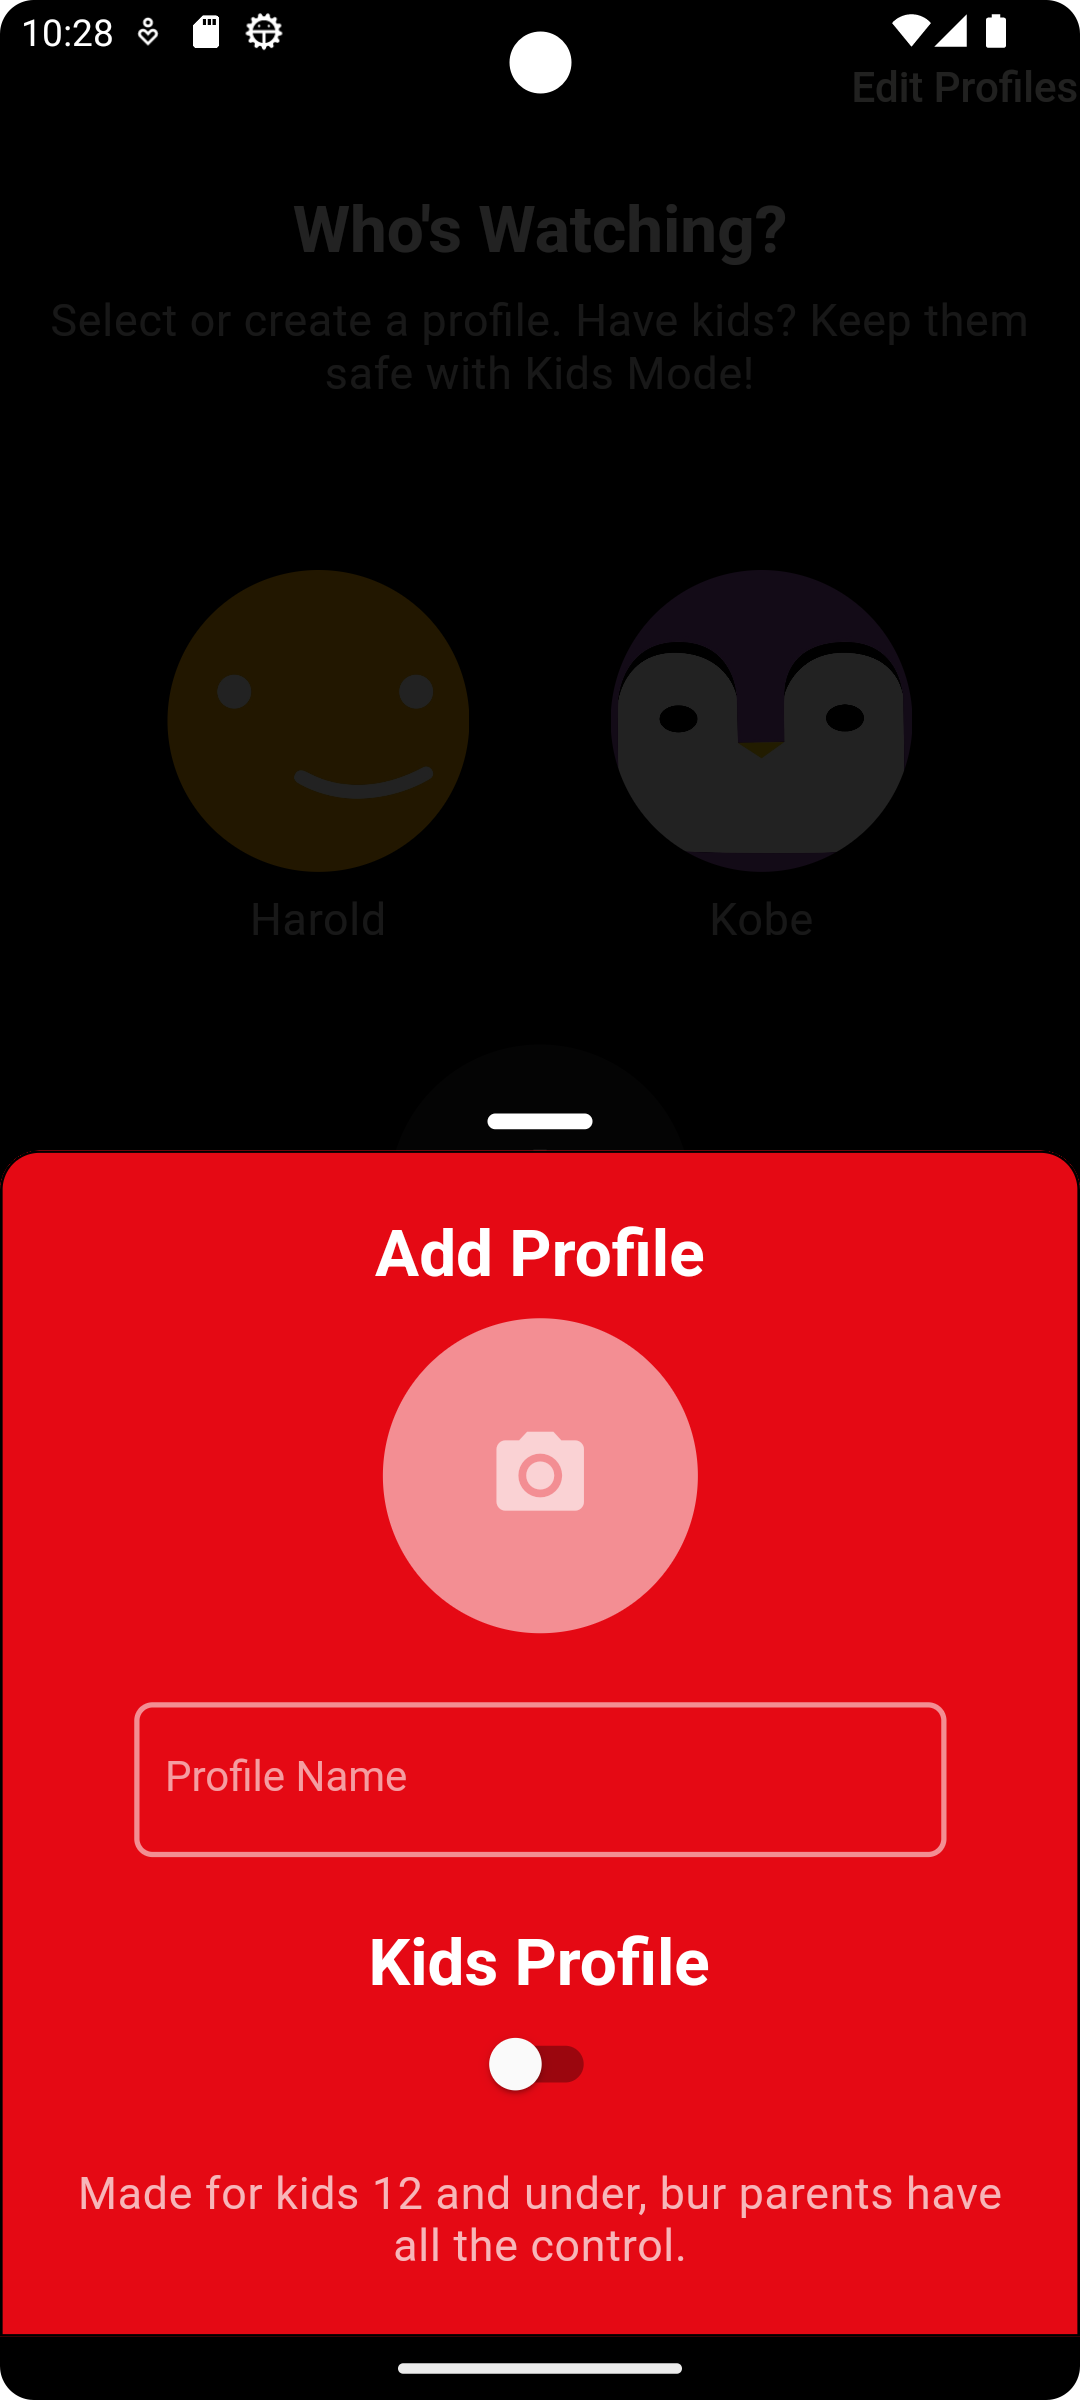 10:28
Edit Profiles
Who's Watching?
Select or create a profile. Have kids? Keep them
safe with Kids Mode!
Harold
Kobe
Add Profile
Profile Name
Kids Profile
Made for kids 12 and under, bur parents have
all the control.